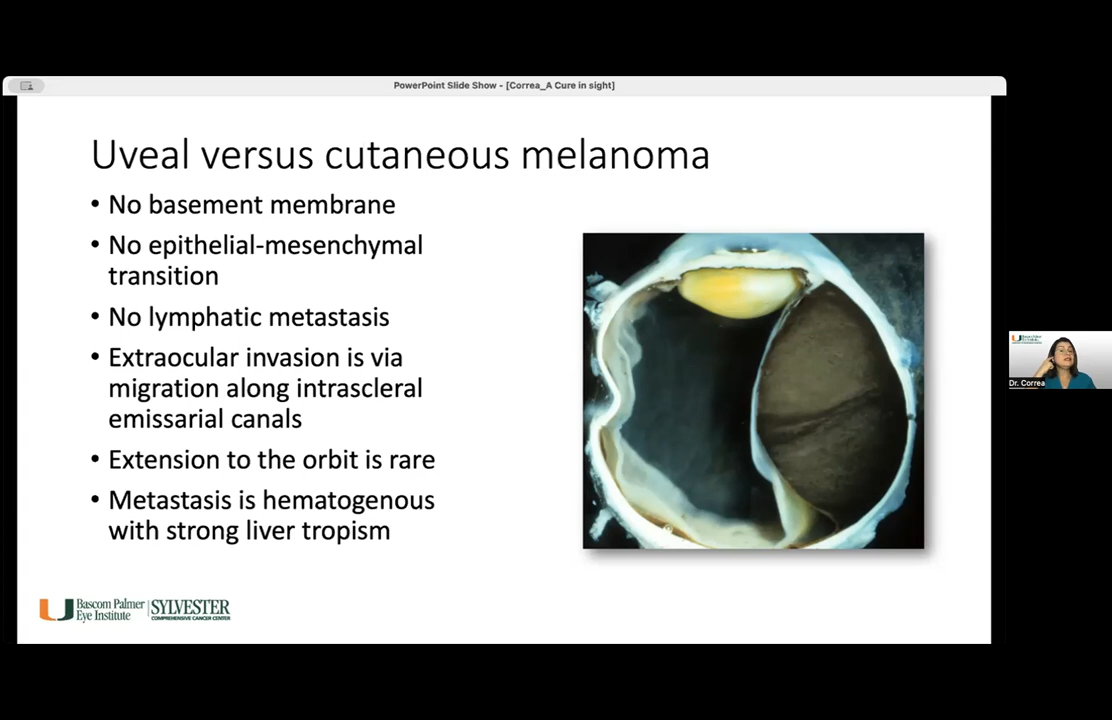 PowerPoint Slide Show - [Correa_A Cure in sight]
Uveal versus cutaneous melanoma
• No basement membrane
• No epithelial-mesenchymal
transition
• No lymphatic metastasis
• Extraocular invasion is via
migration along intrascleral
emissarial canals
• Extension to the orbit is rare
• Metastasis is hematogenous
with strong liver tropism
Bascom Palmer
Eye Institute
SYLVESTER
COMPREHENSIVE CANCER CENTER
Dr. Correa